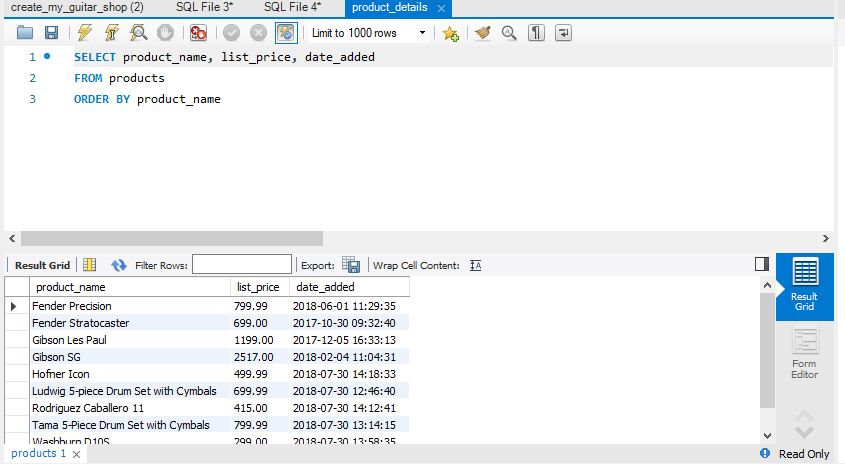 create_my_guitar_shop (2) SQL File 3* SQL File 4* product_details
Limit to 1000 rows
1 SELECT product_name, list_price, date_added
2 FROM products
3 ORDER BY product_name
Result Grid Filter Rows: Export: Wrap Cell Content:
product_name list_price date_added
Fender Precision 799.99 2018-06-01 11:29:35
Fender Stratocaster 699.00 2017-10-30 09:32:40
Gibson Les Paul 1199.00 2017-12-05 16:33:13
Gibson SG 2517.00 2018-02-04 11:04:31
Hofner Icon 499.99 2018-07-30 14:18:33
Ludwig 5-piece Drum Set with Cymbals 699.99 2018-07-30 12:46:40
Rodriguez Caballero 11 415.00 2018-07-30 14:12:41
Tama 5-Piece Drum Set with Cymbals 799.99 2018-07-30 13:14:15
Washburn D10S 299.00 2018-07-30 13:58:35
Result
Grid
Form
Editor
products 1 Read Only